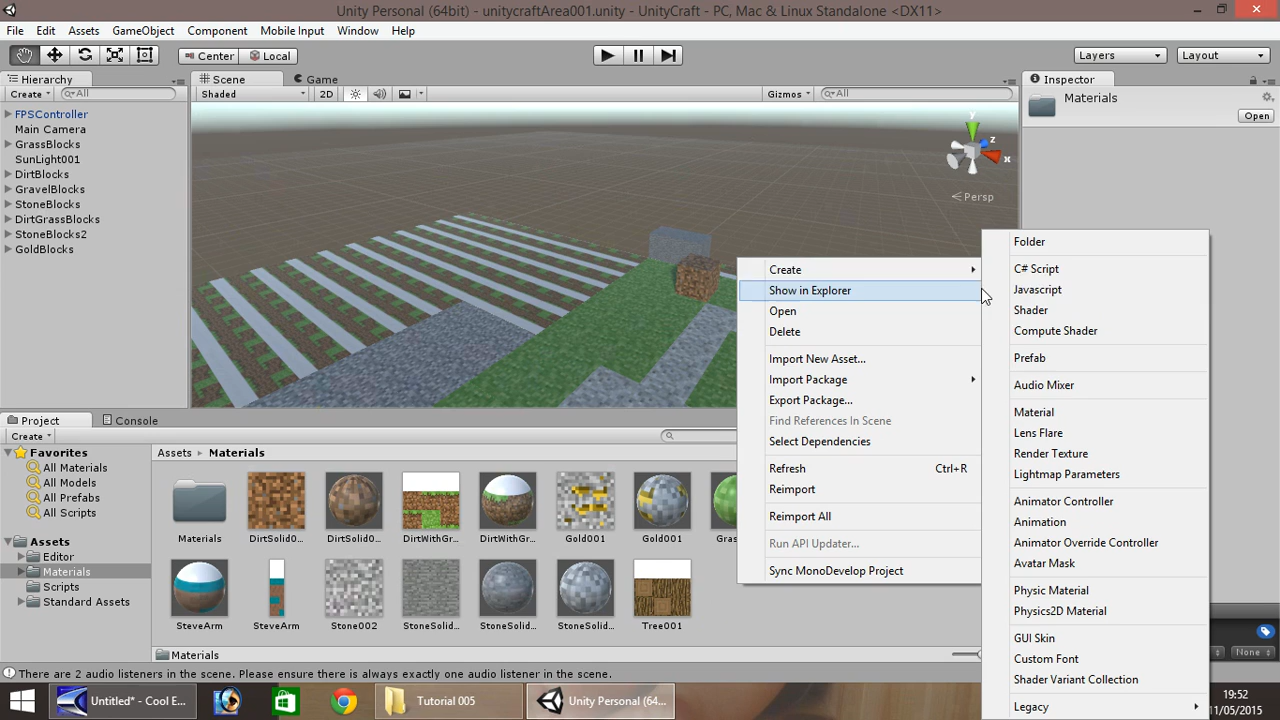 Unity Personal (64bit) - unitycraftArea001.unity - UnityCraft - PC, Mac & Linux Standalone <DX11>
File Edit Assets GameObject Component Mobile Input Window Help
Center Local Layers Layout
Hierarchy
Create All
FPSController
Main Camera
GrassBlocks
SunLight001
DirtBlocks
GravelBlocks
StoneBlocks
DirtGrassBlocks
StoneBlocks2
GoldBlocks
Scene Game
Shaded 2D Gizmos All
y
z
x
Persp
Inspector
Materials
Open
Create
Show in Explorer
Open
Delete
Import New Asset...
Import Package
Export Package...
Find References In Scene
Select Dependencies
Refresh Ctrl+R
Reimport
Reimport All
Run API Updater...
Sync MonoDevelop Project
Folder
C# Script
Javascript
Shader
Compute Shader
Prefab
Audio Mixer
Material
Lens Flare
Render Texture
Lightmap Parameters
Animator Controller
Animation
Animator Override Controller
Avatar Mask
Physic Material
Physics2D Material
GUI Skin
Custom Font
Shader Variant Collection
Legacy
Project Console
Create
Favorites
All Materials
All Models
All Prefabs
All Scripts
Assets
Editor
Materials
Scripts
Standard Assets
Assets Materials
Materials DirtSolid0... DirtSolid0... DirtWithGr... DirtWithGr... Gold001 Gold001 Gras
SteveArm SteveArm Stone002 StoneSolid... StoneSolid... StoneSolid... Tree001
Materials
None
There are 2 audio listeners in the scene. Please ensure there is always exactly one audio listener in the scene.
Untitled* - Cool E... Tutorial 005 Unity Personal (64...
19:52
11/05/2015